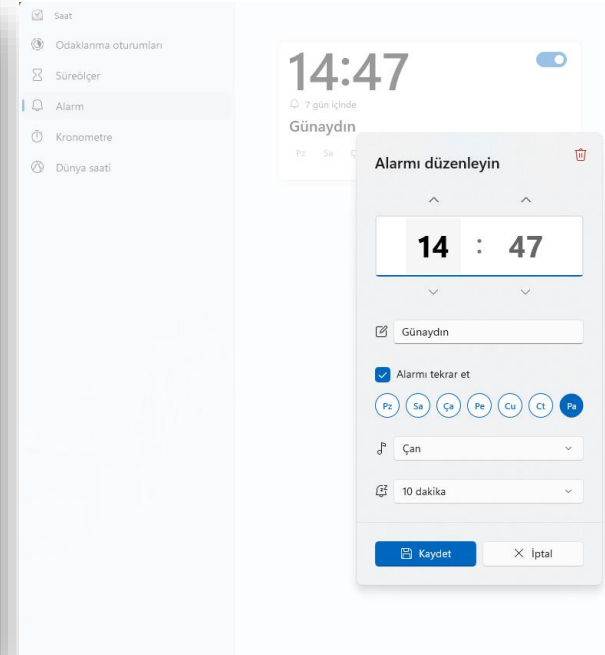 Saat
Odaklanma oturumları
Süreölçer
Alarm
Kronometre
Dünya saati
14:47
7 gün içinde
Günaydın
Pz Sa Ç
Alarmı düzenleyin
14 : 47
Günaydın
Alarmı tekrar et
Pz Sa Ça Pe Cu Ct Pa
Çan
10 dakika
Kaydet İptal